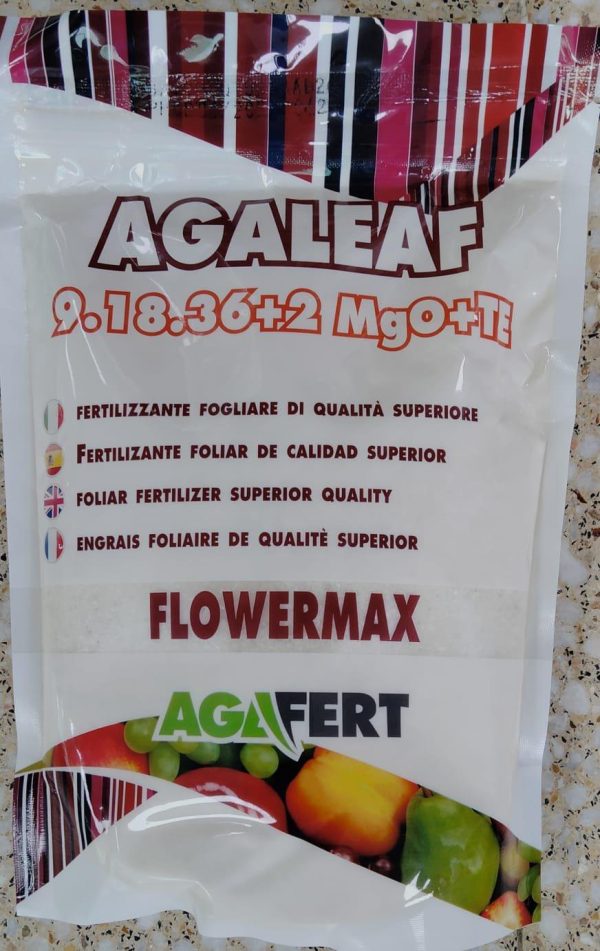 AGALEAF
9.18.36+2 MgO+TE
FERTILIZZANTE FOGLIARE DI QUALITÀ SUPERIORE
FERTILIZANTE FOLIAR DE CALIDAD SUPERIOR
FOLIAR FERTILIZER SUPERIOR QUALITY
ENGRAIS FOLIAIRE DE QUALITÈ SUPERIOR
FLOWERMAX
AGAFERT